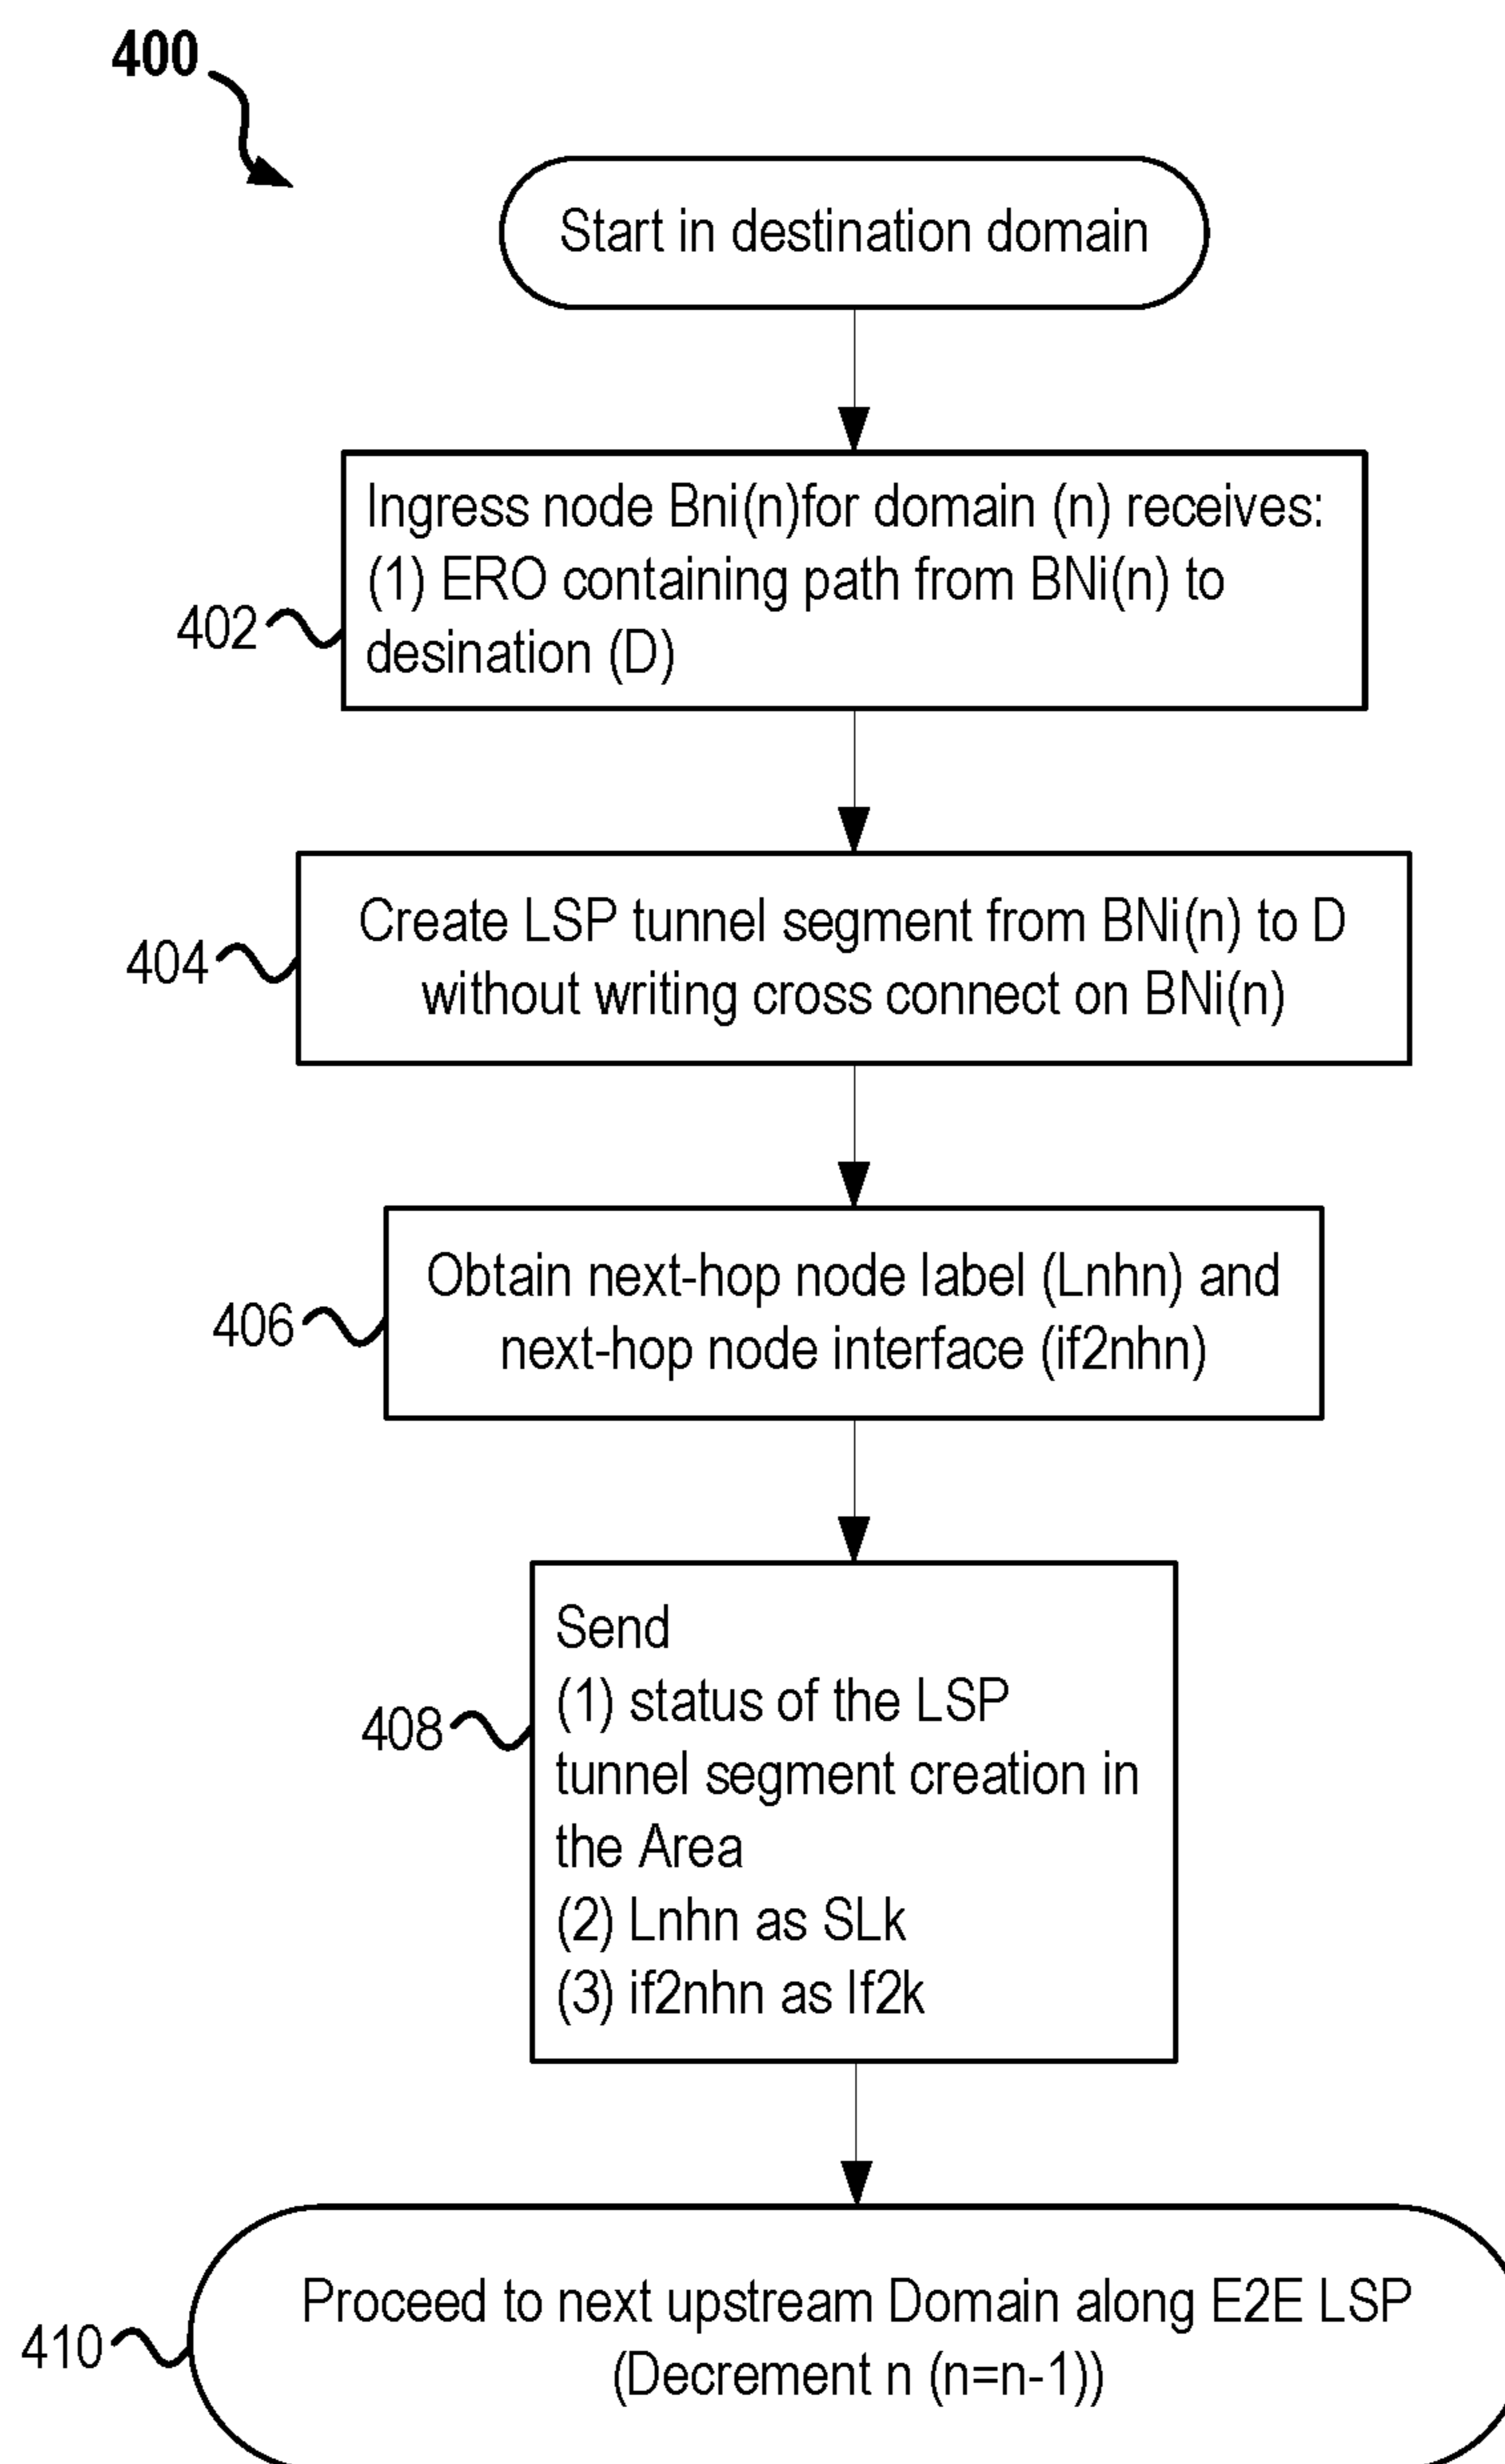 400
Start in destination domain
Ingress node Bni(n)for domain (n) receives:
(1) ERO containing path from BNi(n) to
desination (D)
402
Create LSP tunnel segment from BNi(n) to D
without writing cross connect on BNi(n)
404
Obtain next-hop node label (Lnhn) and
next-hop node interface (if2nhn)
406
Send
(1) status of the LSP
tunnel segment creation in
the Area
(2) Lnhn as SLk
(3) if2nhn as If2k
408
Proceed to next upstream Domain along E2E LSP
(Decrement n (n=n-1))
410